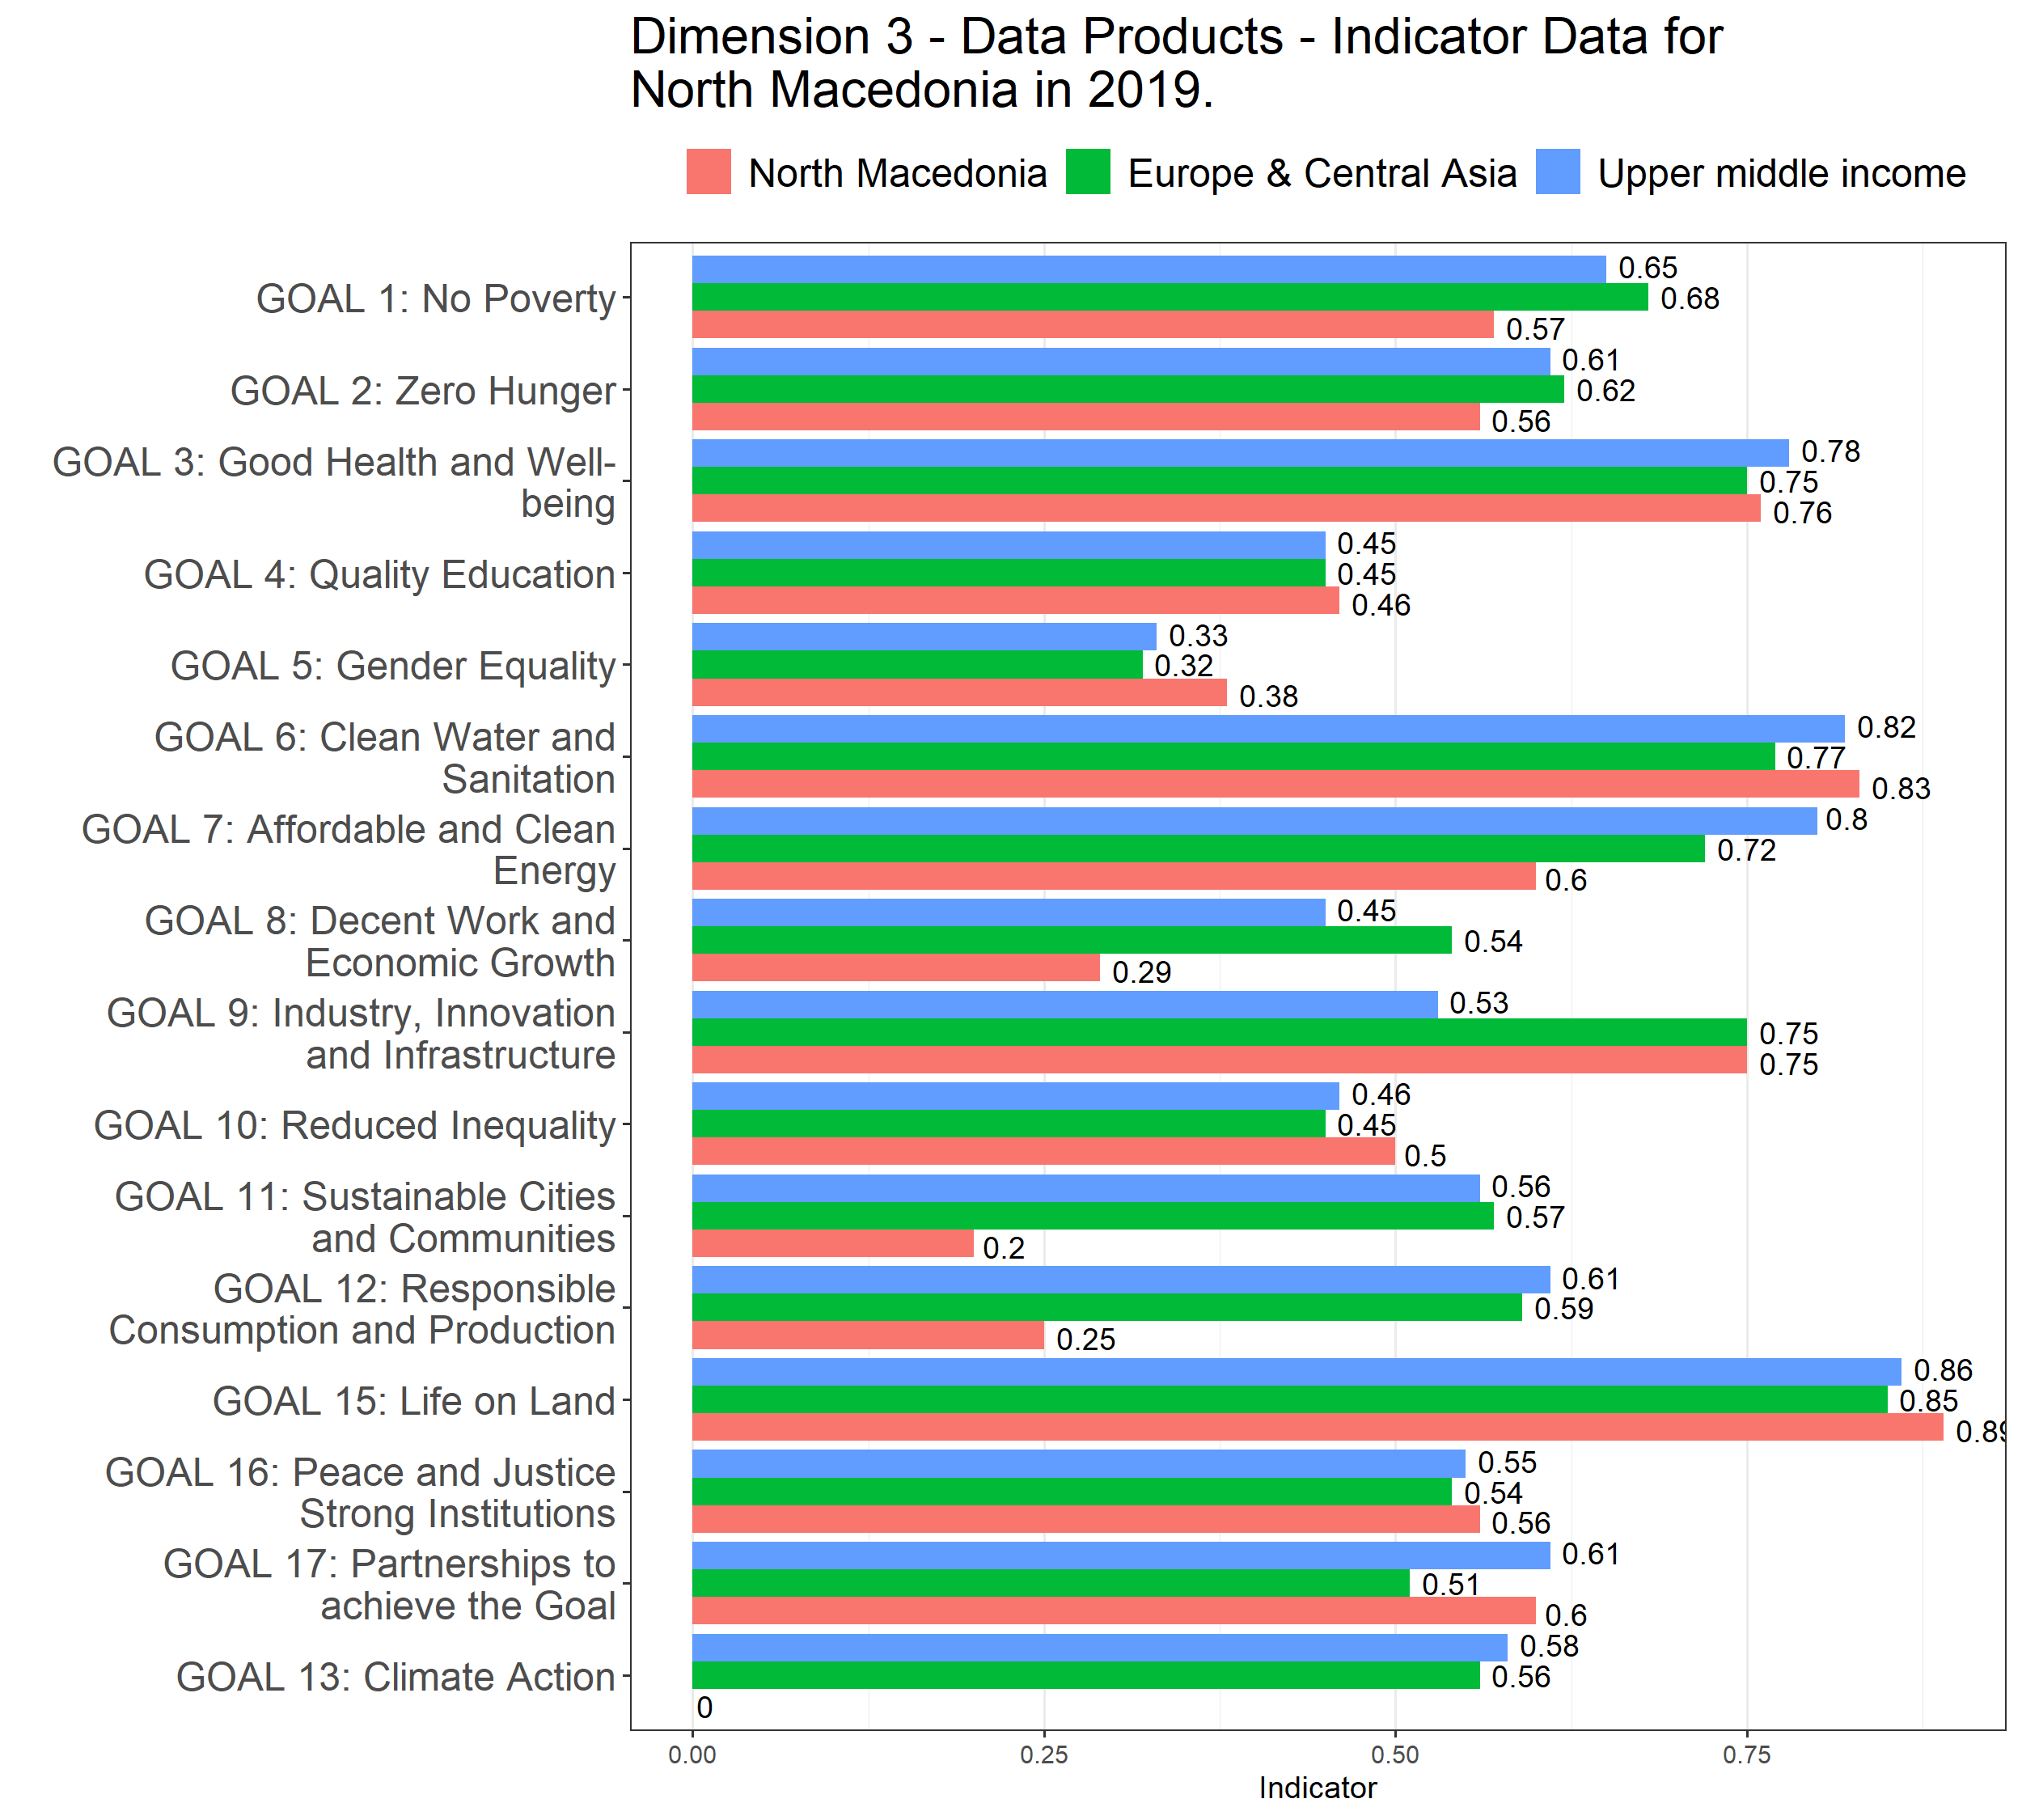 Dimension 3 - Data Products - Indicator Data for
North Macedonia in 2019.
North Macedonia
Europe & Central Asia
Upper middle income
GOAL 1: No Poverty
0.65
0.68
0.57
GOAL 2: Zero Hunger
0.61
0.62
0.56
GOAL 3: Good Health and Well-
being
0.78
0.75
0.76
GOAL 4: Quality Education
0.45
0.45
0.46
GOAL 5: Gender Equality
0.33
0.32
0.38
GOAL 6: Clean Water and
Sanitation
0.82
0.77
0.83
GOAL 7: Affordable and Clean
Energy
0.8
0.72
0.6
GOAL 8: Decent Work and
Economic Growth
0.45
0.54
0.29
GOAL 9: Industry, Innovation
and Infrastructure
0.53
0.75
0.75
GOAL 10: Reduced Inequality
0.46
0.45
0.5
GOAL 11: Sustainable Cities
and Communities
0.56
0.57
0.2
GOAL 12: Responsible
Consumption and Production
0.61
0.59
0.25
GOAL 15: Life on Land
0.86
0.85
0.89
GOAL 16: Peace and Justice
Strong Institutions
0.55
0.54
0.56
GOAL 17: Partnerships to
achieve the Goal
0.61
0.51
0.6
GOAL 13: Climate Action
0.58
0.56
0
0.00
0.25
0.50
0.75
Indicator